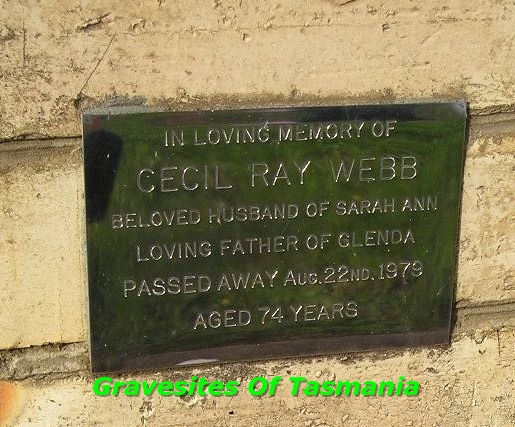 IN LOVING MEMORY OF
CECIL RAY WEBB
BELOVED HUSBAND OF SARAH ANN
LOVING FATHER OF GLENDA
PASSED AWAY AUG. 22ND. 1979
AGED 74 YEARS
Gravesites Of Tasmania